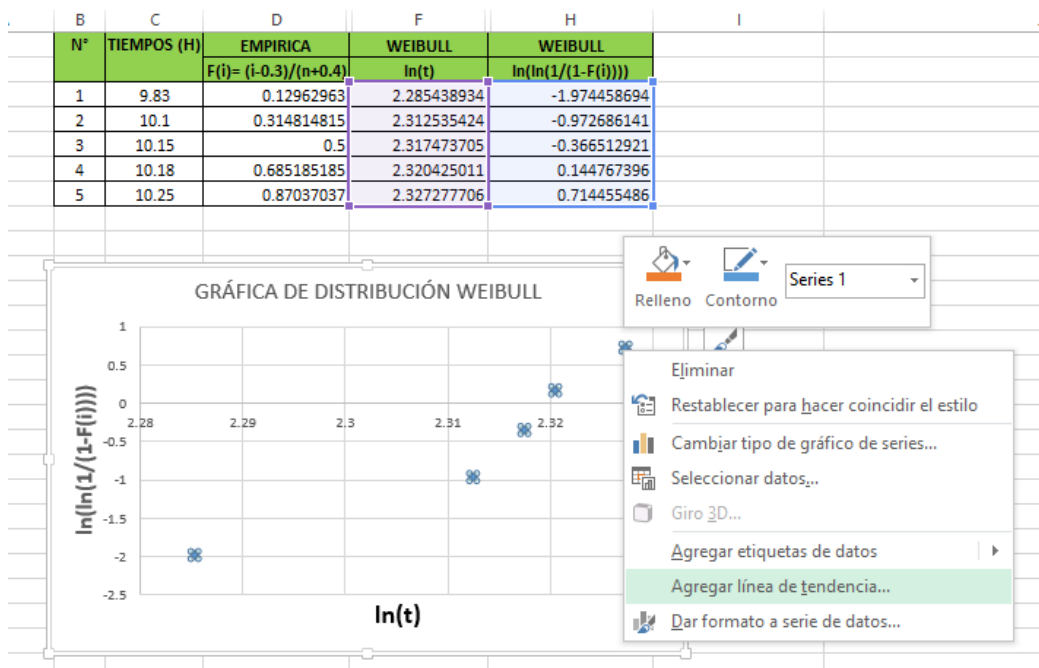 B C D F H I
N° TIEMPOS (H) EMPIRICA WEIBULL WEIBULL
F(i)= (i-0.3)/(n+0.4) ln(t) ln(ln(1/(1-F(i))))
1 9.83 0.12962963 2.285438934 -1.974458694
2 10.1 0.314814815 2.312535424 -0.972686141
3 10.15 0.5 2.317473705 -0.366512921
4 10.18 0.685185185 2.320425011 0.144767396
5 10.25 0.87037037 2.327277706 0.714455486
Relleno Contorno Series 1
GRÁFICA DE DISTRIBUCIÓN WEIBULL
1
0.5
0
-0.5
-1
-1.5
-2
-2.5
2.28 2.29 2.3 2.31 2.32
ln(ln(1/(1-F(i))))
ln(t)
Eliminar
Restablecer para hacer coincidir el estilo
Cambiar tipo de gráfico de series...
Seleccionar datos...
Giro 3D...
Agregar etiquetas de datos
Agregar línea de tendencia...
Dar formato a serie de datos...